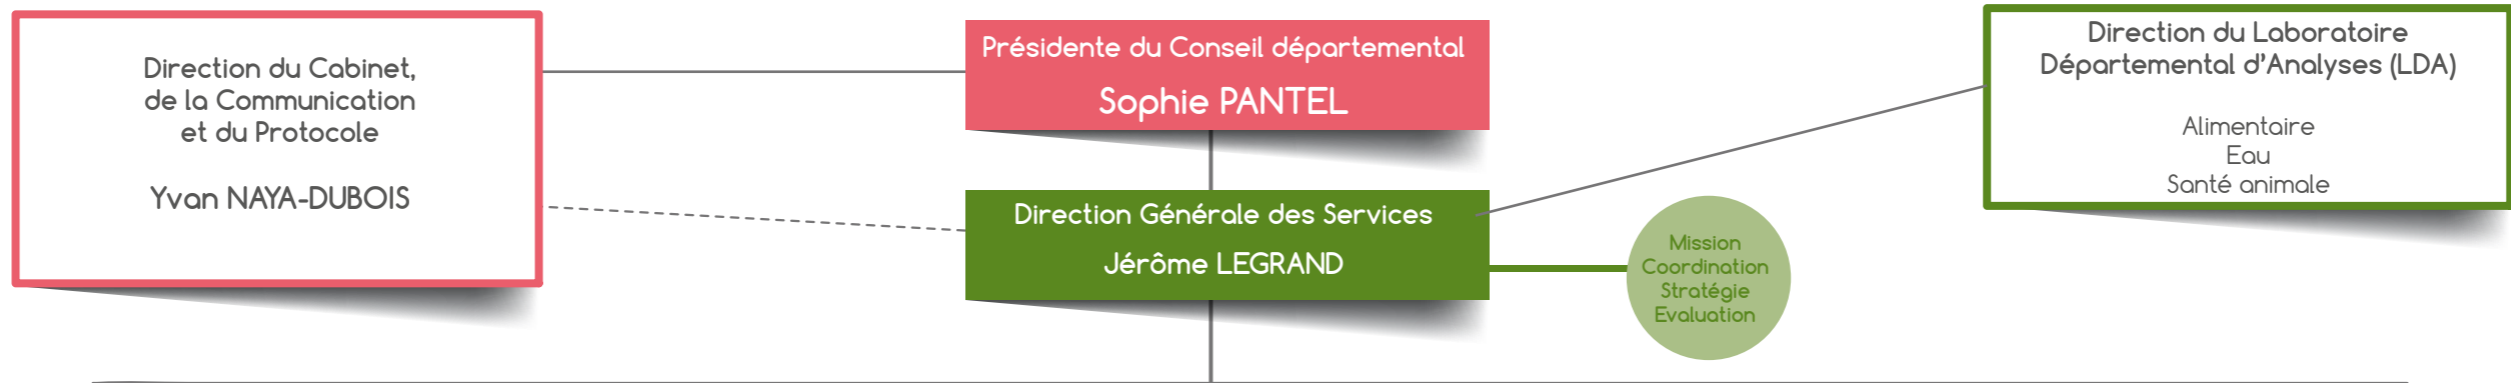 Direction du Cabinet,
de la Communication
et du Protocole
Yvan NAYA-DUBOIS
Présidente du Conseil départemental
Sophie PANTEL
Direction Générale des Services
Jérôme LEGRAND
Mission
Coordination
Stratégie
Evaluation
Direction du Laboratoire
Départemental d'Analyses (LDA)
Alimentaire
Eau
Santé animale